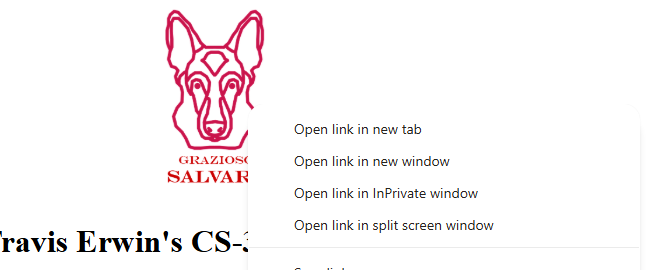 GRAZIOSO
SALVAR
Open link in new tab
Open link in new window
Open link in InPrivate window
Open link in split screen window
Travis Erwin's CS-3